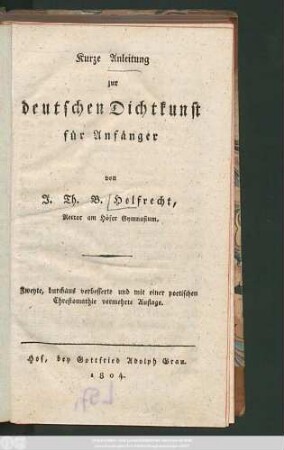 Kurze Anleitung
zur
deutschen Dichtkunst
für Anfänger
von
J. Th. B. Helfrecht,
Rector am Höfer Gymnasium.
Zweyte, durchaus verbesserte und mit einer poetischen
Chrestomathie vermehrte Auflage.
Hof, bey Gottfried Adolph Grau.
1804.